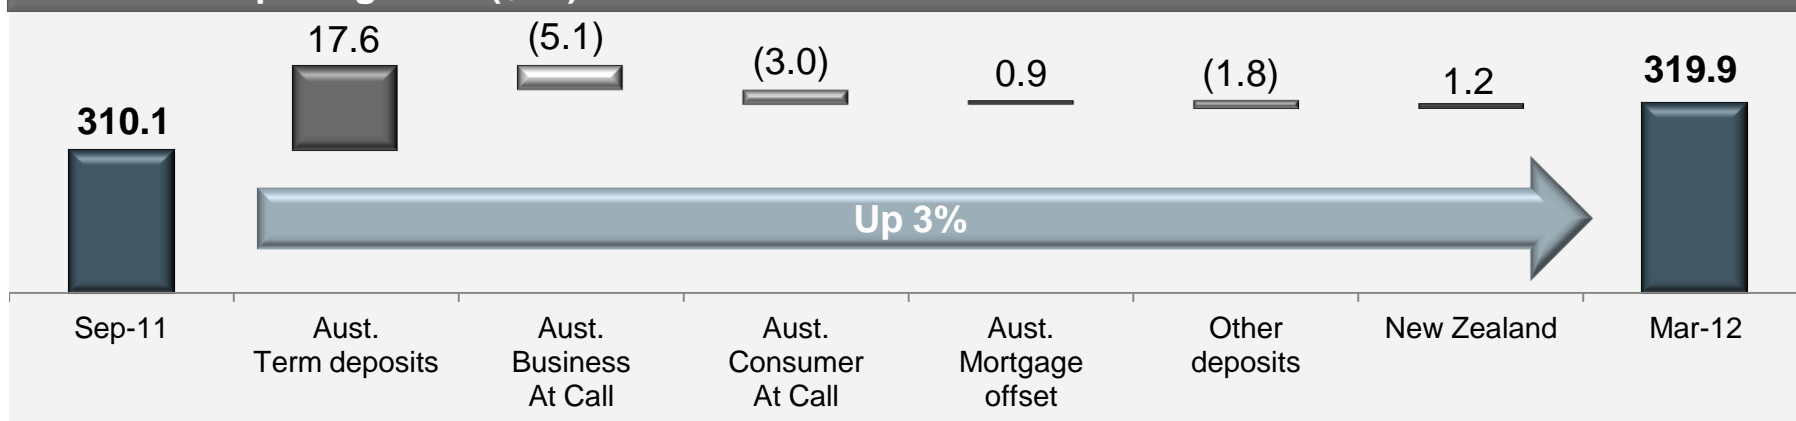 17.6
(5.1)
(3.0)
0.9
(1.8)
1.2
319.9
310.1
Up 3%
Sep-11
Aust.
Term deposits
Aust.
Business
At Call
Aust.
Consumer
At Call
Aust.
Mortgage
offset
Other
deposits
New Zealand
Mar-12